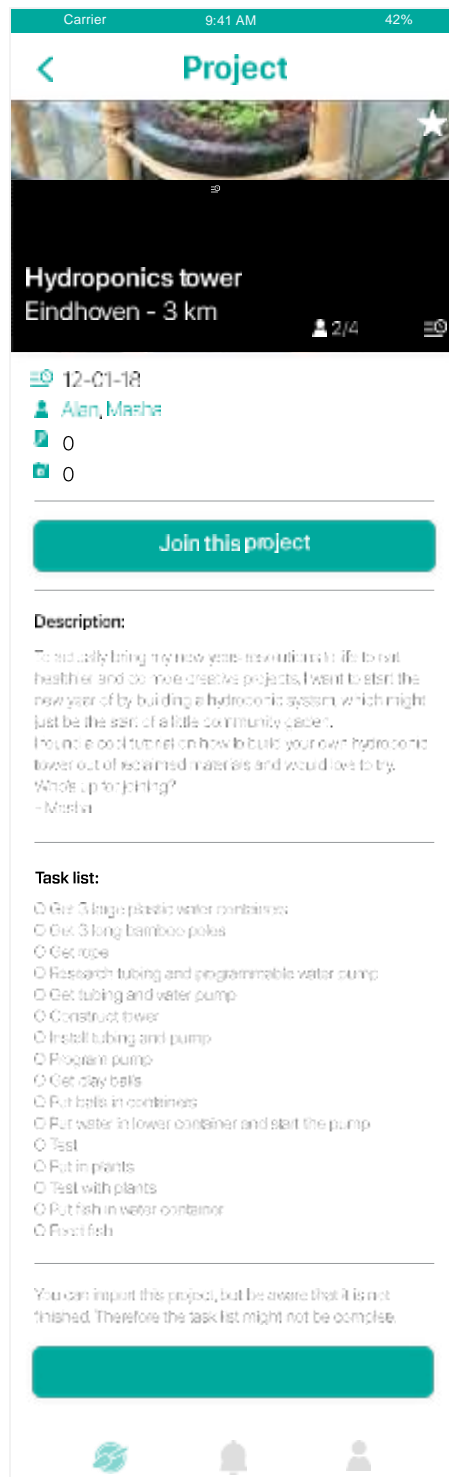 Carrier 9:41 AM 42%
Project
Hydroponics tower
Eindhoven - 3 km
2/4
12-01-18
Alan, Masha
0
0
Join this project
Description:
To actually bring my new years resolutions to life to eat
healthier and do more creative projects, I want to start the
new year of by building a hydroponic system, which might
just be the start of a little community garden.
I found a cool tutorial on how to build your own hydroponic
tower out of reclaimed materials and would love to try.
Who's up for joining?
- Masha
Task list:
O Get 3 large plastic water containers
O Get 3 long bamboo poles
O Get rope
O Research tubing and programmable water pump
O Get tubing and water pump
O Construct tower
O Install tubing and pump
O Program pump
O Get clay balls
O Put balls in containers
O Put water in lower container and start the pump
O Test
O Put in plants
O Test with plants
O Put fish in water container
O Feed fish
You can import this project, but be aware that it is not
finished. Therefore the task list might not be complete.